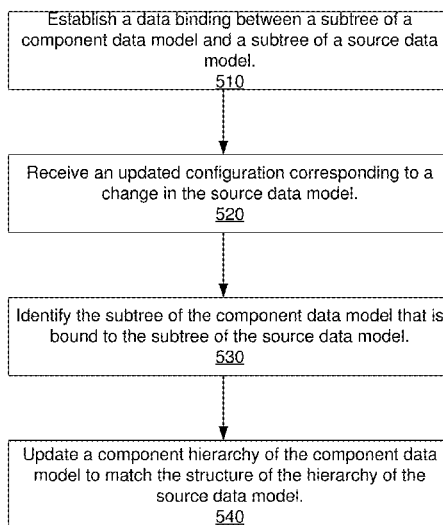 Establish a data binding between a subtree of a
component data model and a subtree of a source data
model.
510
Receive an updated configuration corresponding to a
change in the source data model.
520
Identify the subtree of the component data model that is
bound to the subtree of the source data model.
530
Update a component hierarchy of the component data
model to match the structure of the hierarchy of the
source data model.
540